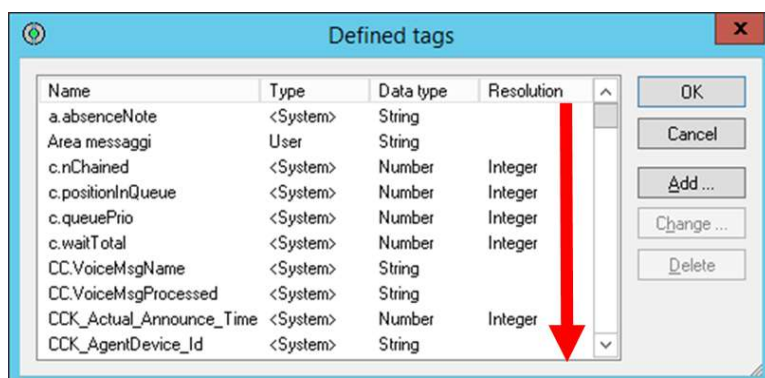 Defined tags
x
Name Type Data type Resolution OK
a.absenceNote <System> String
Area messaggi User String Cancel
c.nChained <System> Number Integer
c.positionInQueue <System> Number Integer Add ...
c.queuePrio <System> Number Integer
c.waitTotal <System> Number Integer Change ...
CC.VoiceMsgName <System> String Delete
CC.VoiceMsgProcessed <System> String
CCK_Actual_Announce_Time <System> Number Integer
CCK_AgentDevice_Id <System> String